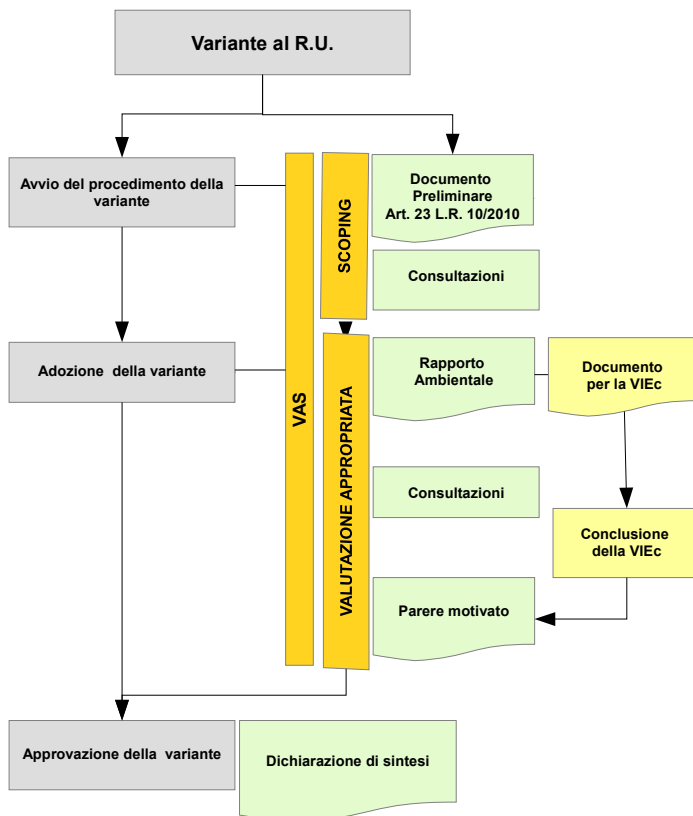 Variante al R.U.
Avvio del procedimento della
variante
Documento
Preliminare
Art. 23 L.R. 10/2010
SCOPING
Consultazioni
VAS
Adozione della variante
Rapporto
Ambientale
Documento
per la VIEc
VALUTAZIONE APPROPRIATA
Consultazioni
Conclusione
della VIEc
Parere motivato
Approvazione della variante
Dichiarazione di sintesi